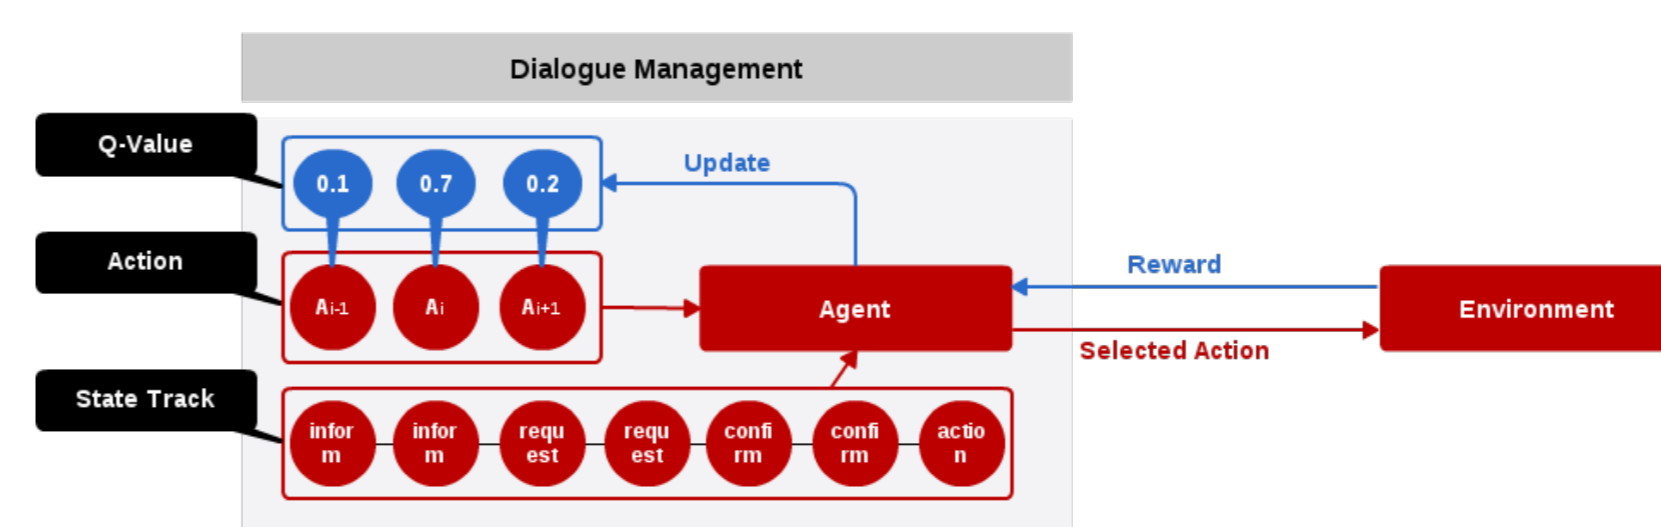 Dialogue Management
Q-Value
0.1
0.7
0.2
Update
Action
Ai-1
Ai
Ai+1
Agent
Reward
Selected Action
Environment
State Track
infor
m
infor
m
requ
est
requ
est
confi
rm
confi
rm
actio
n